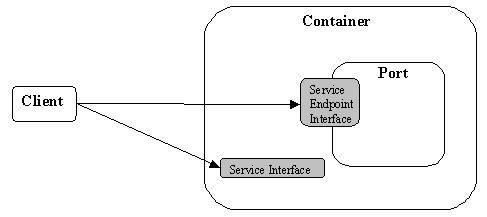 Container
Port
Client
Service
Endpoint
Interface
Service Interface